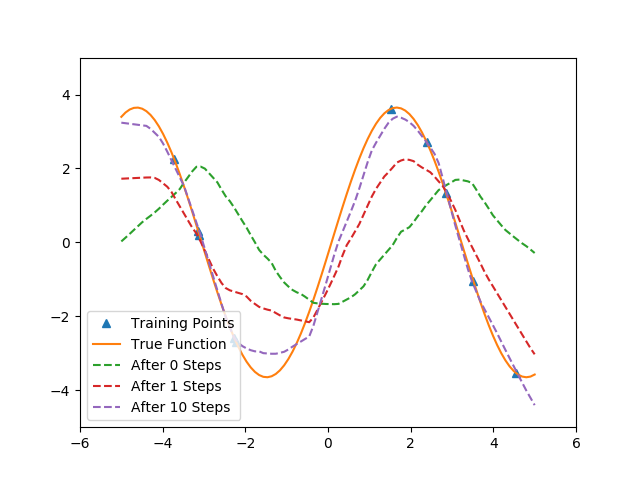 4
2
0
−2
−4
Training Points
True Function
After 0 Steps
After 1 Steps
After 10 Steps
−6
−4
−2
0
2
4
6